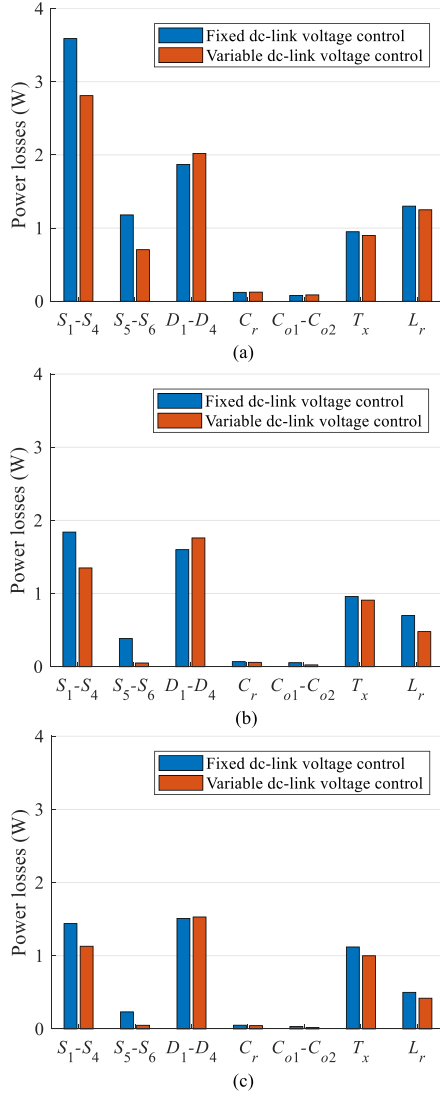 4
Fixed dc-link voltage control
Variable dc-link voltage control
3
2
1
0
Power losses (W)
S1-S4 S5-S6 D1-D4 Cr Co1-Co2 Tx Lr
(a)
4
Fixed dc-link voltage control
Variable dc-link voltage control
3
2
1
0
Power losses (W)
S1-S4 S5-S6 D1-D4 Cr Co1-Co2 Tx Lr
(b)
4
Fixed dc-link voltage control
Variable dc-link voltage control
3
2
1
0
Power losses (W)
S1-S4 S5-S6 D1-D4 Cr Co1-Co2 Tx Lr
(c)